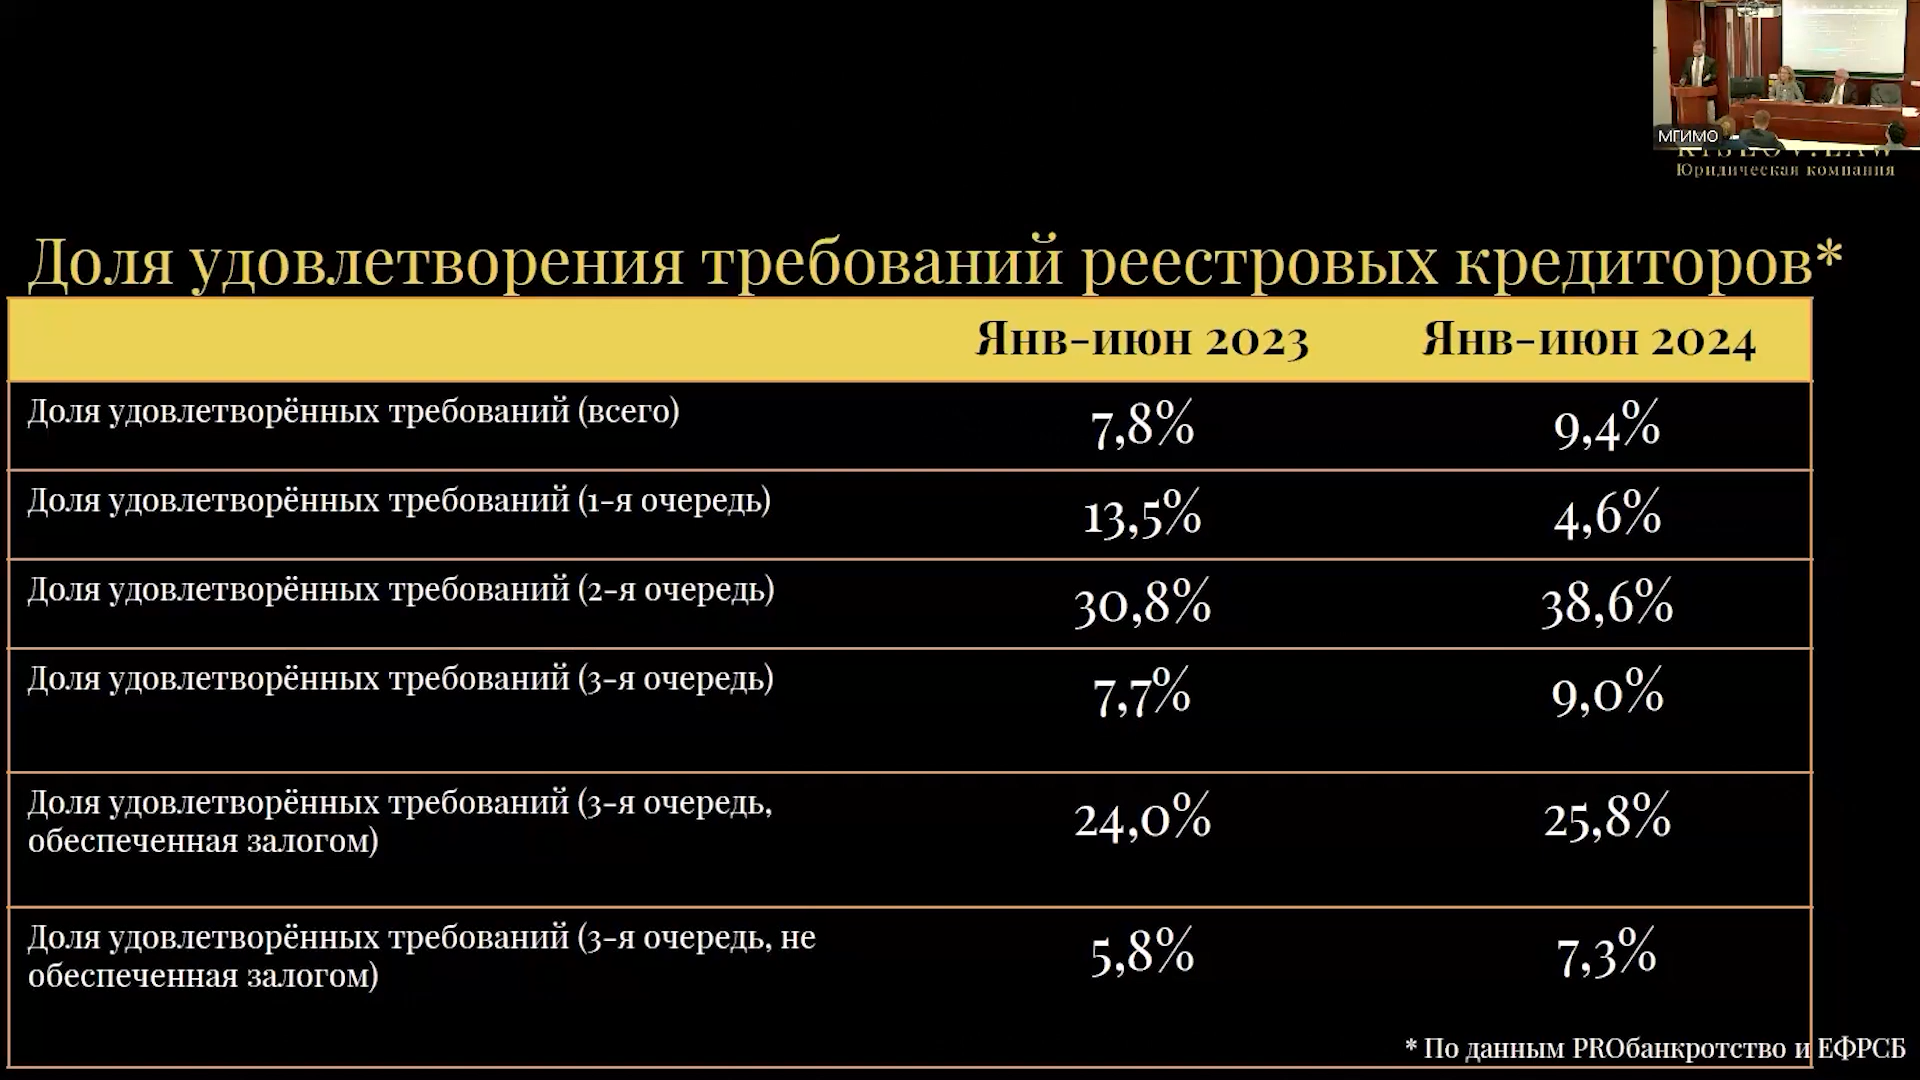 МГИМО
Юридическая компания
Доля удовлетворения требований реестровых кредиторов*
Янв-июн 2023 Янв-июн 2024
Доля удовлетворённых требований (всего) 7,8% 9,4%
Доля удовлетворённых требований (1-я очередь) 13,5% 4,6%
Доля удовлетворённых требований (2-я очередь) 30,8% 38,6%
Доля удовлетворённых требований (3-я очередь) 7,7% 9,0%
Доля удовлетворённых требований (3-я очередь,
обеспеченная залогом) 24,0% 25,8%
Доля удовлетворённых требований (3-я очередь, не
обеспеченная залогом) 5,8% 7,3%
* По данным PROбанкротство и ЕФРСБ